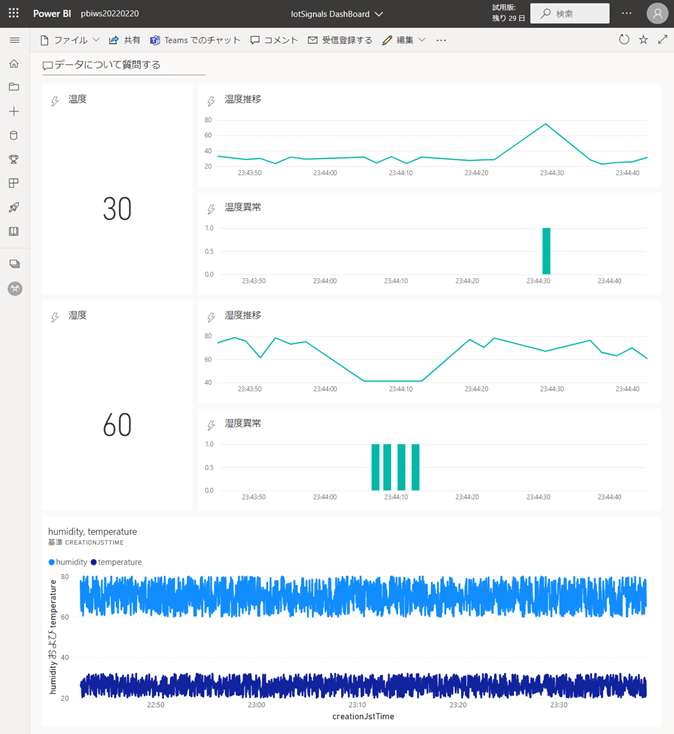 Power BI pbiws20220220 IotSignals DashBoard 試用版: 残り 29 日 検索
ファイル 共有 Teams でのチャット コメント 受信登録する 編集
データについて質問する
温度
30
温度推移
80
60
40
20
23:43:50 23:44:00 23:44:10 23:44:20 23:44:30 23:44:40
温度異常
1.0
0.5
0.0
23:43:50 23:44:00 23:44:10 23:44:20 23:44:30 23:44:40
湿度
60
湿度推移
80
60
40
23:43:50 23:44:00 23:44:10 23:44:20 23:44:30 23:44:40
湿度異常
1.0
0.5
0.0
23:43:50 23:44:00 23:44:10 23:44:20 23:44:30 23:44:40
humidity, temperature
基準 CREATIONJSTTIME
humidity temperature
humidity および temperature
80
60
40
20
22:50 23:00 23:10 23:20 23:30
creationJstTime